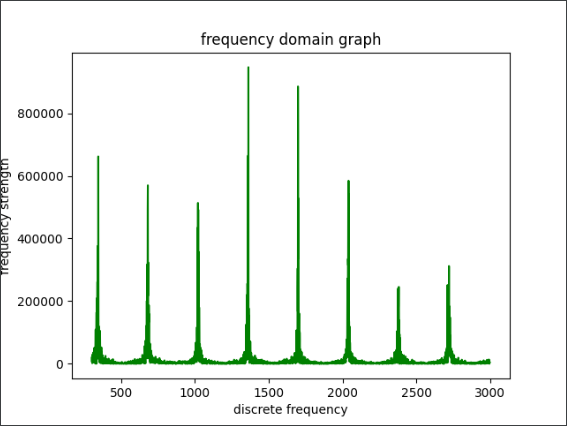 frequency domain graph
800000
600000
400000
200000
0
frequency strength
500 1000 1500 2000 2500 3000
discrete frequency